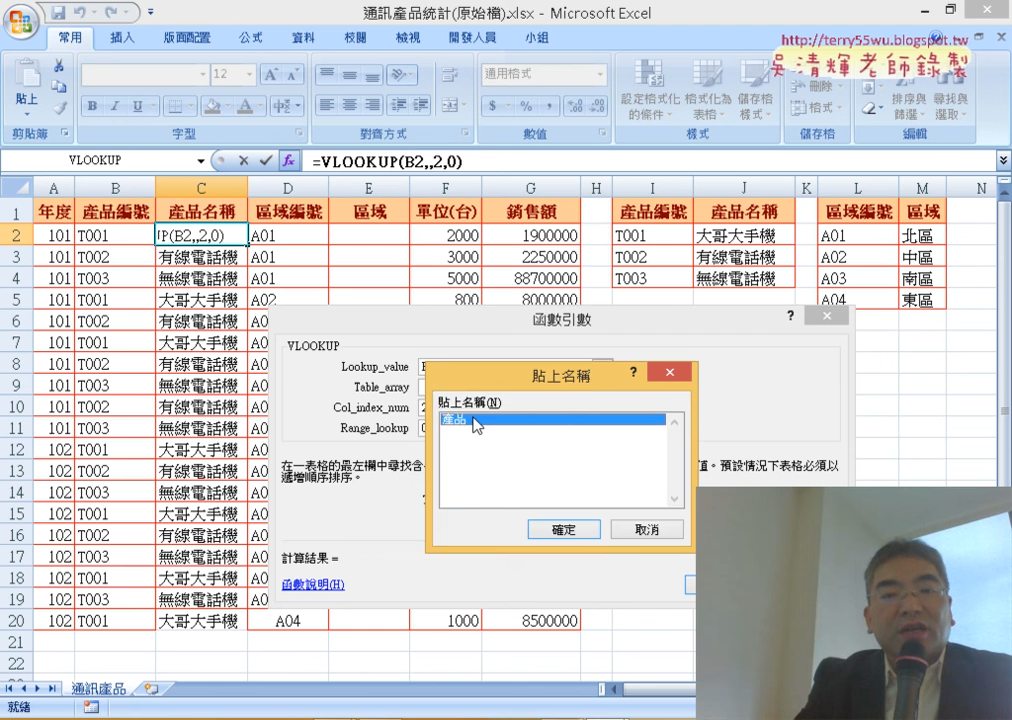 通訊產品統計(原始檔).xlsx - Microsoft Excel
常用 插入 版面配置 公式 資料 校閱 檢視 開發人員 小組
http://terry55wu.blogspot.tw
吳清輝老師錄製
貼上
12
通用格式
B I U
$ % ,
設定格式化的條件
格式化為表格
儲存格樣式
刪除
格式
排序與篩選
尋找與選取
剪貼簿 字型 對齊方式 數值 樣式 儲存格 編輯
VLOOKUP fx =VLOOKUP(B2,,2,0)
A B C D E F G H I J K L M N
1 年度 產品編號 產品名稱 區域編號 區域 單位(台) 銷售額 產品編號 產品名稱 區域編號 區域
2 101 T001 P(B2,,2,0) A01 2000 1900000 T001 大哥大手機 A01 北區
3 101 T002 有線電話機 A01 3000 2250000 T002 有線電話機 A02 中區
4 101 T003 無線電話機 A01 5000 88700000 T003 無線電話機 A03 南區
5 101 T001 大哥大手機 A02 800 8000000 A04 東區
6 101 T002 有線電話機 A0
7 101 T001 大哥大手機 A0
8 101 T002 有線電話機 A0
9 101 T003 無線電話機 A0
10 101 T002 有線電話機 A0
11 101 T003 無線電話機 A0
12 102 T001 大哥大手機 A0
13 102 T002 有線電話機 A0
14 102 T003 無線電話機 A0
15 102 T001 大哥大手機 A0
16 102 T002 有線電話機 A0
17 102 T003 無線電話機 A0
18 102 T001 大哥大手機 A0
19 102 T003 無線電話機 A0
20 102 T001 大哥大手機 A04 1000 8500000
21
22
函數引數
VLOOKUP
Lookup_value
Table_array
Col_index_num 2
Range_lookup
在一表格的最左欄中尋找含
值。預設情況下表格必須以
遞增順序排序。
計算結果 =
函數說明(H)
貼上名稱
貼上名稱(N)
產品
確定 取消
通訊產品
就緒